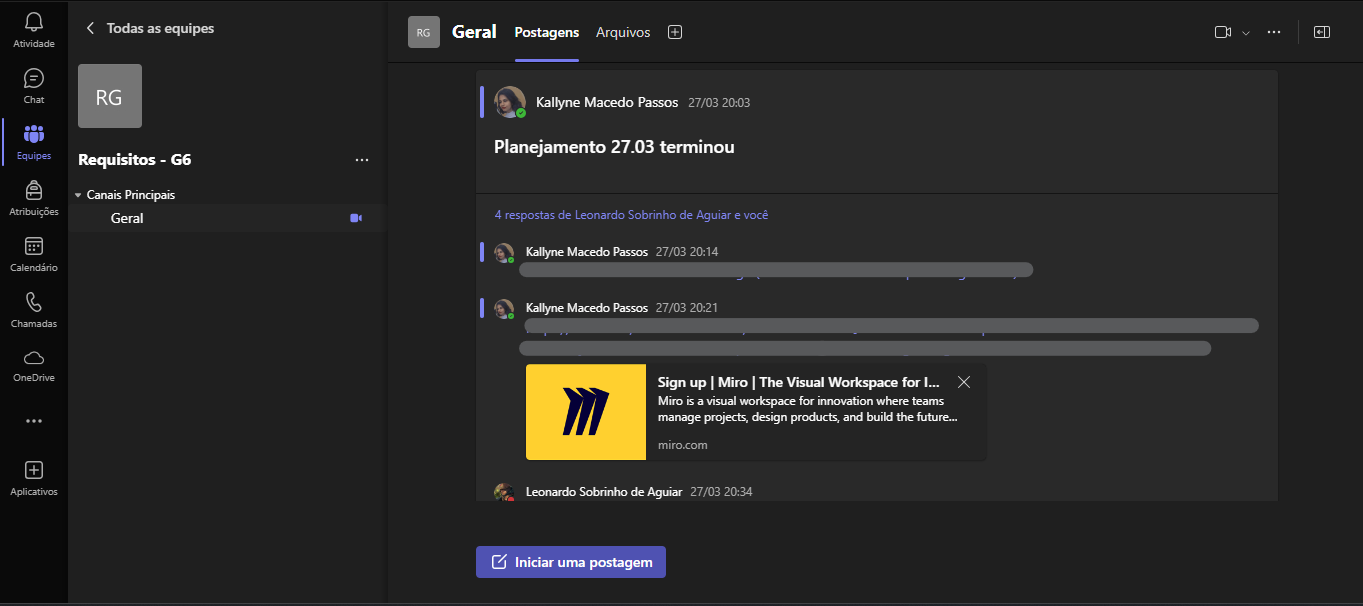 Atividade
Chat
Equipes
Atribuições
Calendário
Chamadas
OneDrive
Aplicativos
Todas as equipes
RG
Requisitos - G6
Canais Principais
Geral
RG
Geral
Postagens
Arquivos
Kallyne Macedo Passos 27/03 20:03
Planejamento 27.03 terminou
4 respostas de Leonardo Sobrinho de Aguiar e você
Kallyne Macedo Passos 27/03 20:14
Kallyne Macedo Passos 27/03 20:21
Sign up | Miro | The Visual Workspace for I...
Miro is a visual workspace for innovation where teams
manage projects, design products, and build the future...
miro.com
Leonardo Sobrinho de Aguiar 27/03 20:34
Iniciar uma postagem